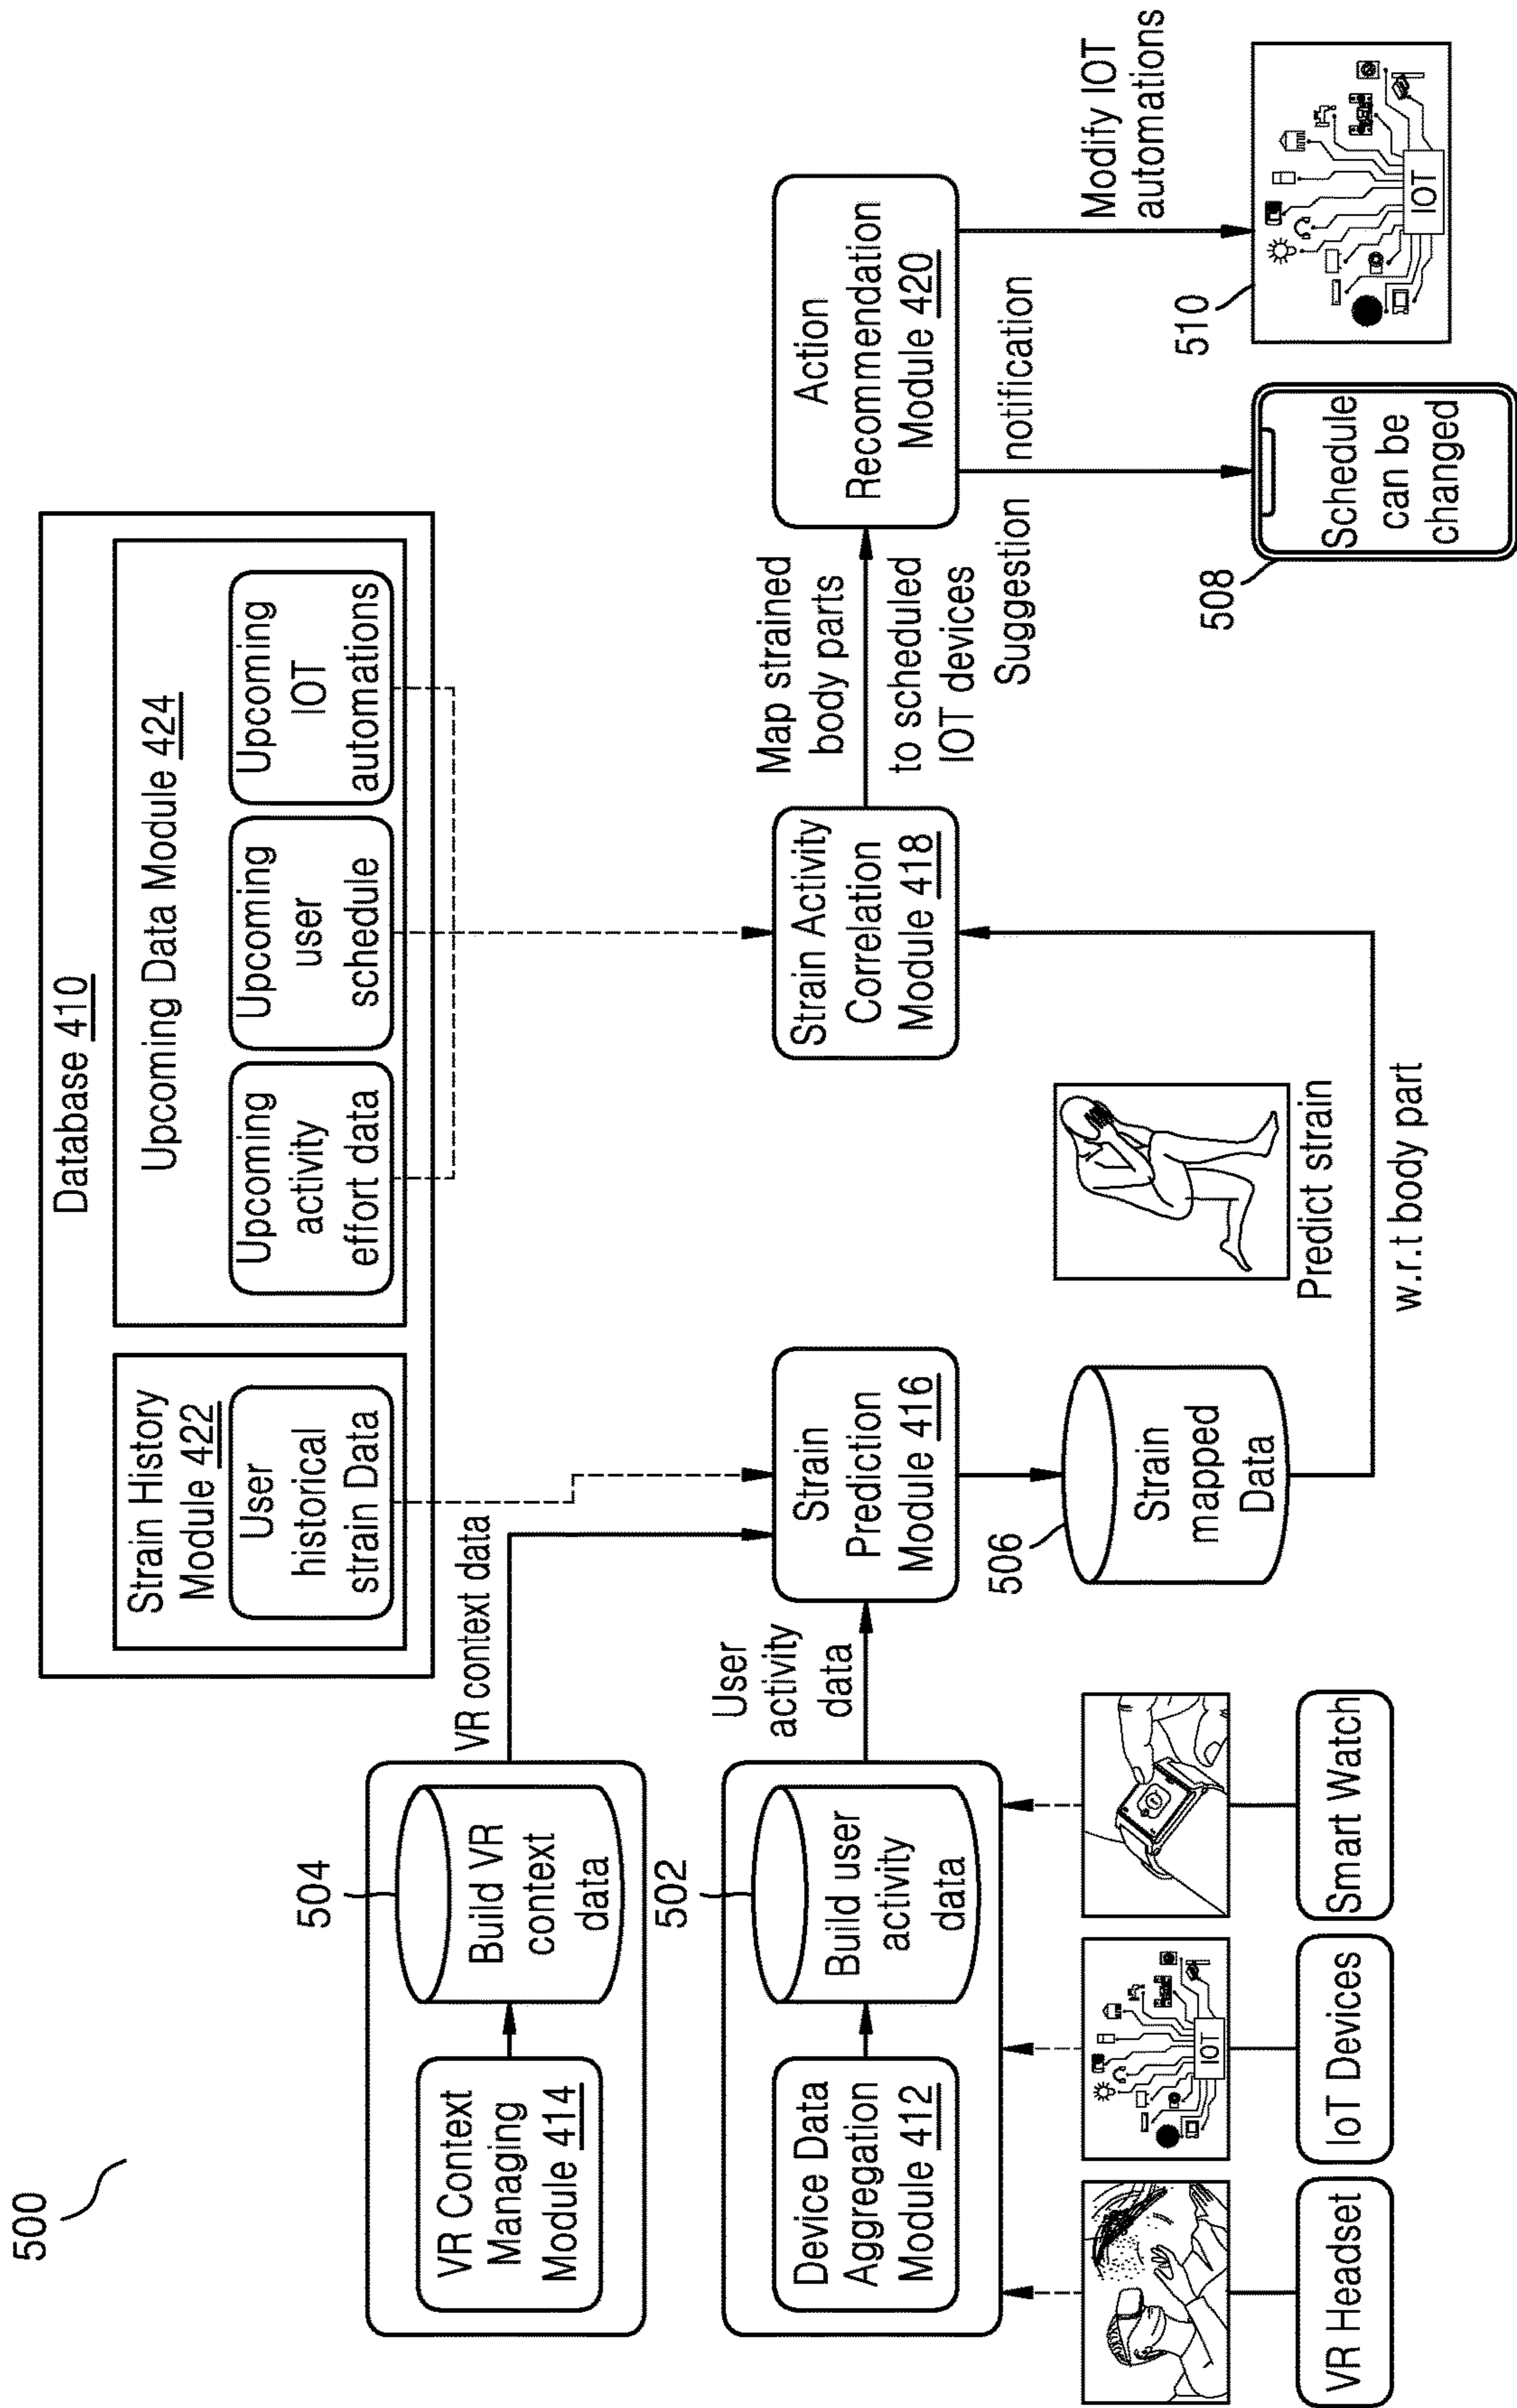 500
Database 410
Strain History
Module 422
User
historical
strain Data
Upcoming Data Module 424
Upcoming
activity
effort data
Upcoming
user
schedule
Upcoming
IOT
automations
504
VR Context
Managing
Module 414
Build VR
context
data
VR context data
502
Device Data
Aggregation
Module 412
Build user
activity
data
User
activity
data
Strain
Prediction
Module 416
Strain Activity
Correlation
Module 418
Map strained
body parts
to scheduled
IOT devices
Action
Recommendation
Module 420
506
Strain
mapped
Data
Predict strain
w.r.t body part
Suggestion notification
Modify IOT
automations
508
Schedule
can be
changed
510
IOT
IOT
VR Headset
IoT Devices
Smart Watch